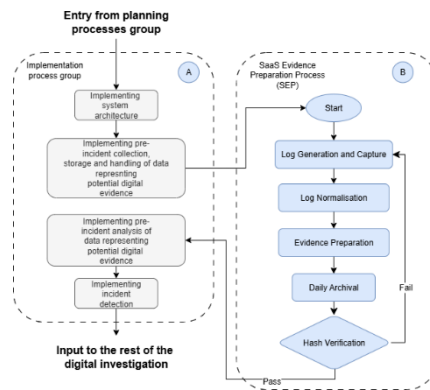 Entry from planning
processes group
Implementation
process group
A
Implementing
system
architecture
Implementing pre-
incident collection,
storage and handling of data
represnting
potential digital
evidence
Implementing pre-
incident analysis of
data representing
potential digital
evidence
Implementing
incident
detection
Input to the rest of the
digital investigation
SaaS Evidence
Preparation Process
(SEP)
B
Start
Log Generation and Capture
Log Normalisation
Evidence Preparation
Daily Archival
Fail
Hash Verification
Pass